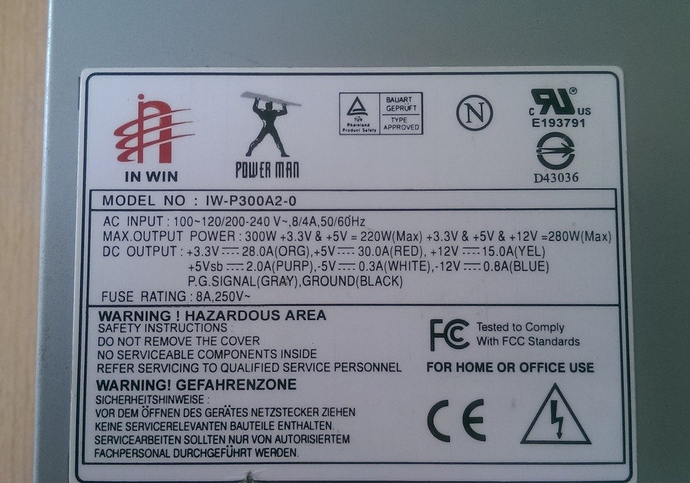 IN WIN
POWER MAN
TÜV
Rheinland
Product Safety
BAUART
GEPRÜFT
TYPE
APPROVED
N
C UR US
E193791
D43036
MODEL NO : IW-P300A2-0
AC INPUT : 100~120/200-240 V~,8/4A,50/60Hz
MAX.OUTPUT POWER : 300W +3.3V & +5V = 220W(Max) +3.3V & +5V & +12V =280W(Max)
DC OUTPUT : +3.3V ⎓ 28.0A(ORG),+5V ⎓ 30.0A(RED), +12V ⎓ 15.0A(YEL)
+5Vsb ⎓ 2.0A(PURP),-5V ⎓ 0.3A(WHITE),-12V ⎓ 0.8A(BLUE)
P.G.SIGNAL(GRAY),GROUND(BLACK)
FUSE RATING : 8A,250V~
WARNING ! HAZARDOUS AREA
SAFETY INSTRUCTIONS :
DO NOT REMOVE THE COVER
NO SERVICEABLE COMPONENTS INSIDE
REFER SERVICING TO QUALIFIED SERVICE PERSONNEL
FC Tested to Comply
With FCC Standards
FOR HOME OR OFFICE USE
WARNING! GEFAHRENZONE
SICHERHEITSHINWEISE :
VOR DEM ÖFFNEN DES GERÄTES NETZSTECKER ZIEHEN
KEINE SERVICERELEVANTEN BAUTEILE ENTHALTEN.
SERVICEARBEITEN SOLLTEN NUR VON AUTORISIERTEM
FACHPERSONAL DURCHGEFÜHRT WERDEN.
CE